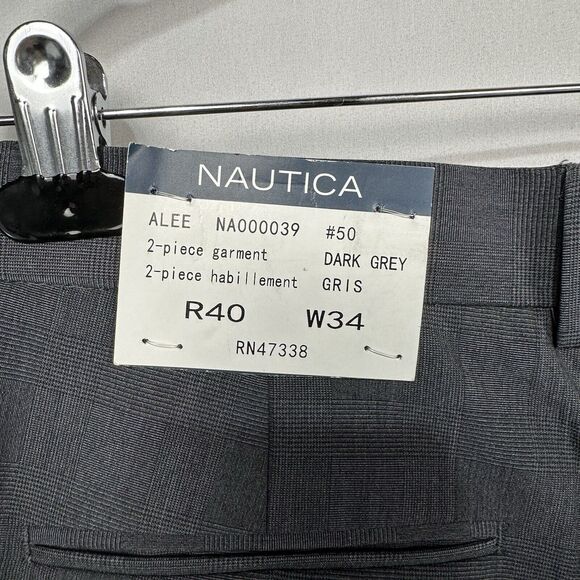 NAUTICA
ALEE NA000039 #50
2-piece garment DARK GREY
2-piece habillement GRIS
R40 W34
RN47338